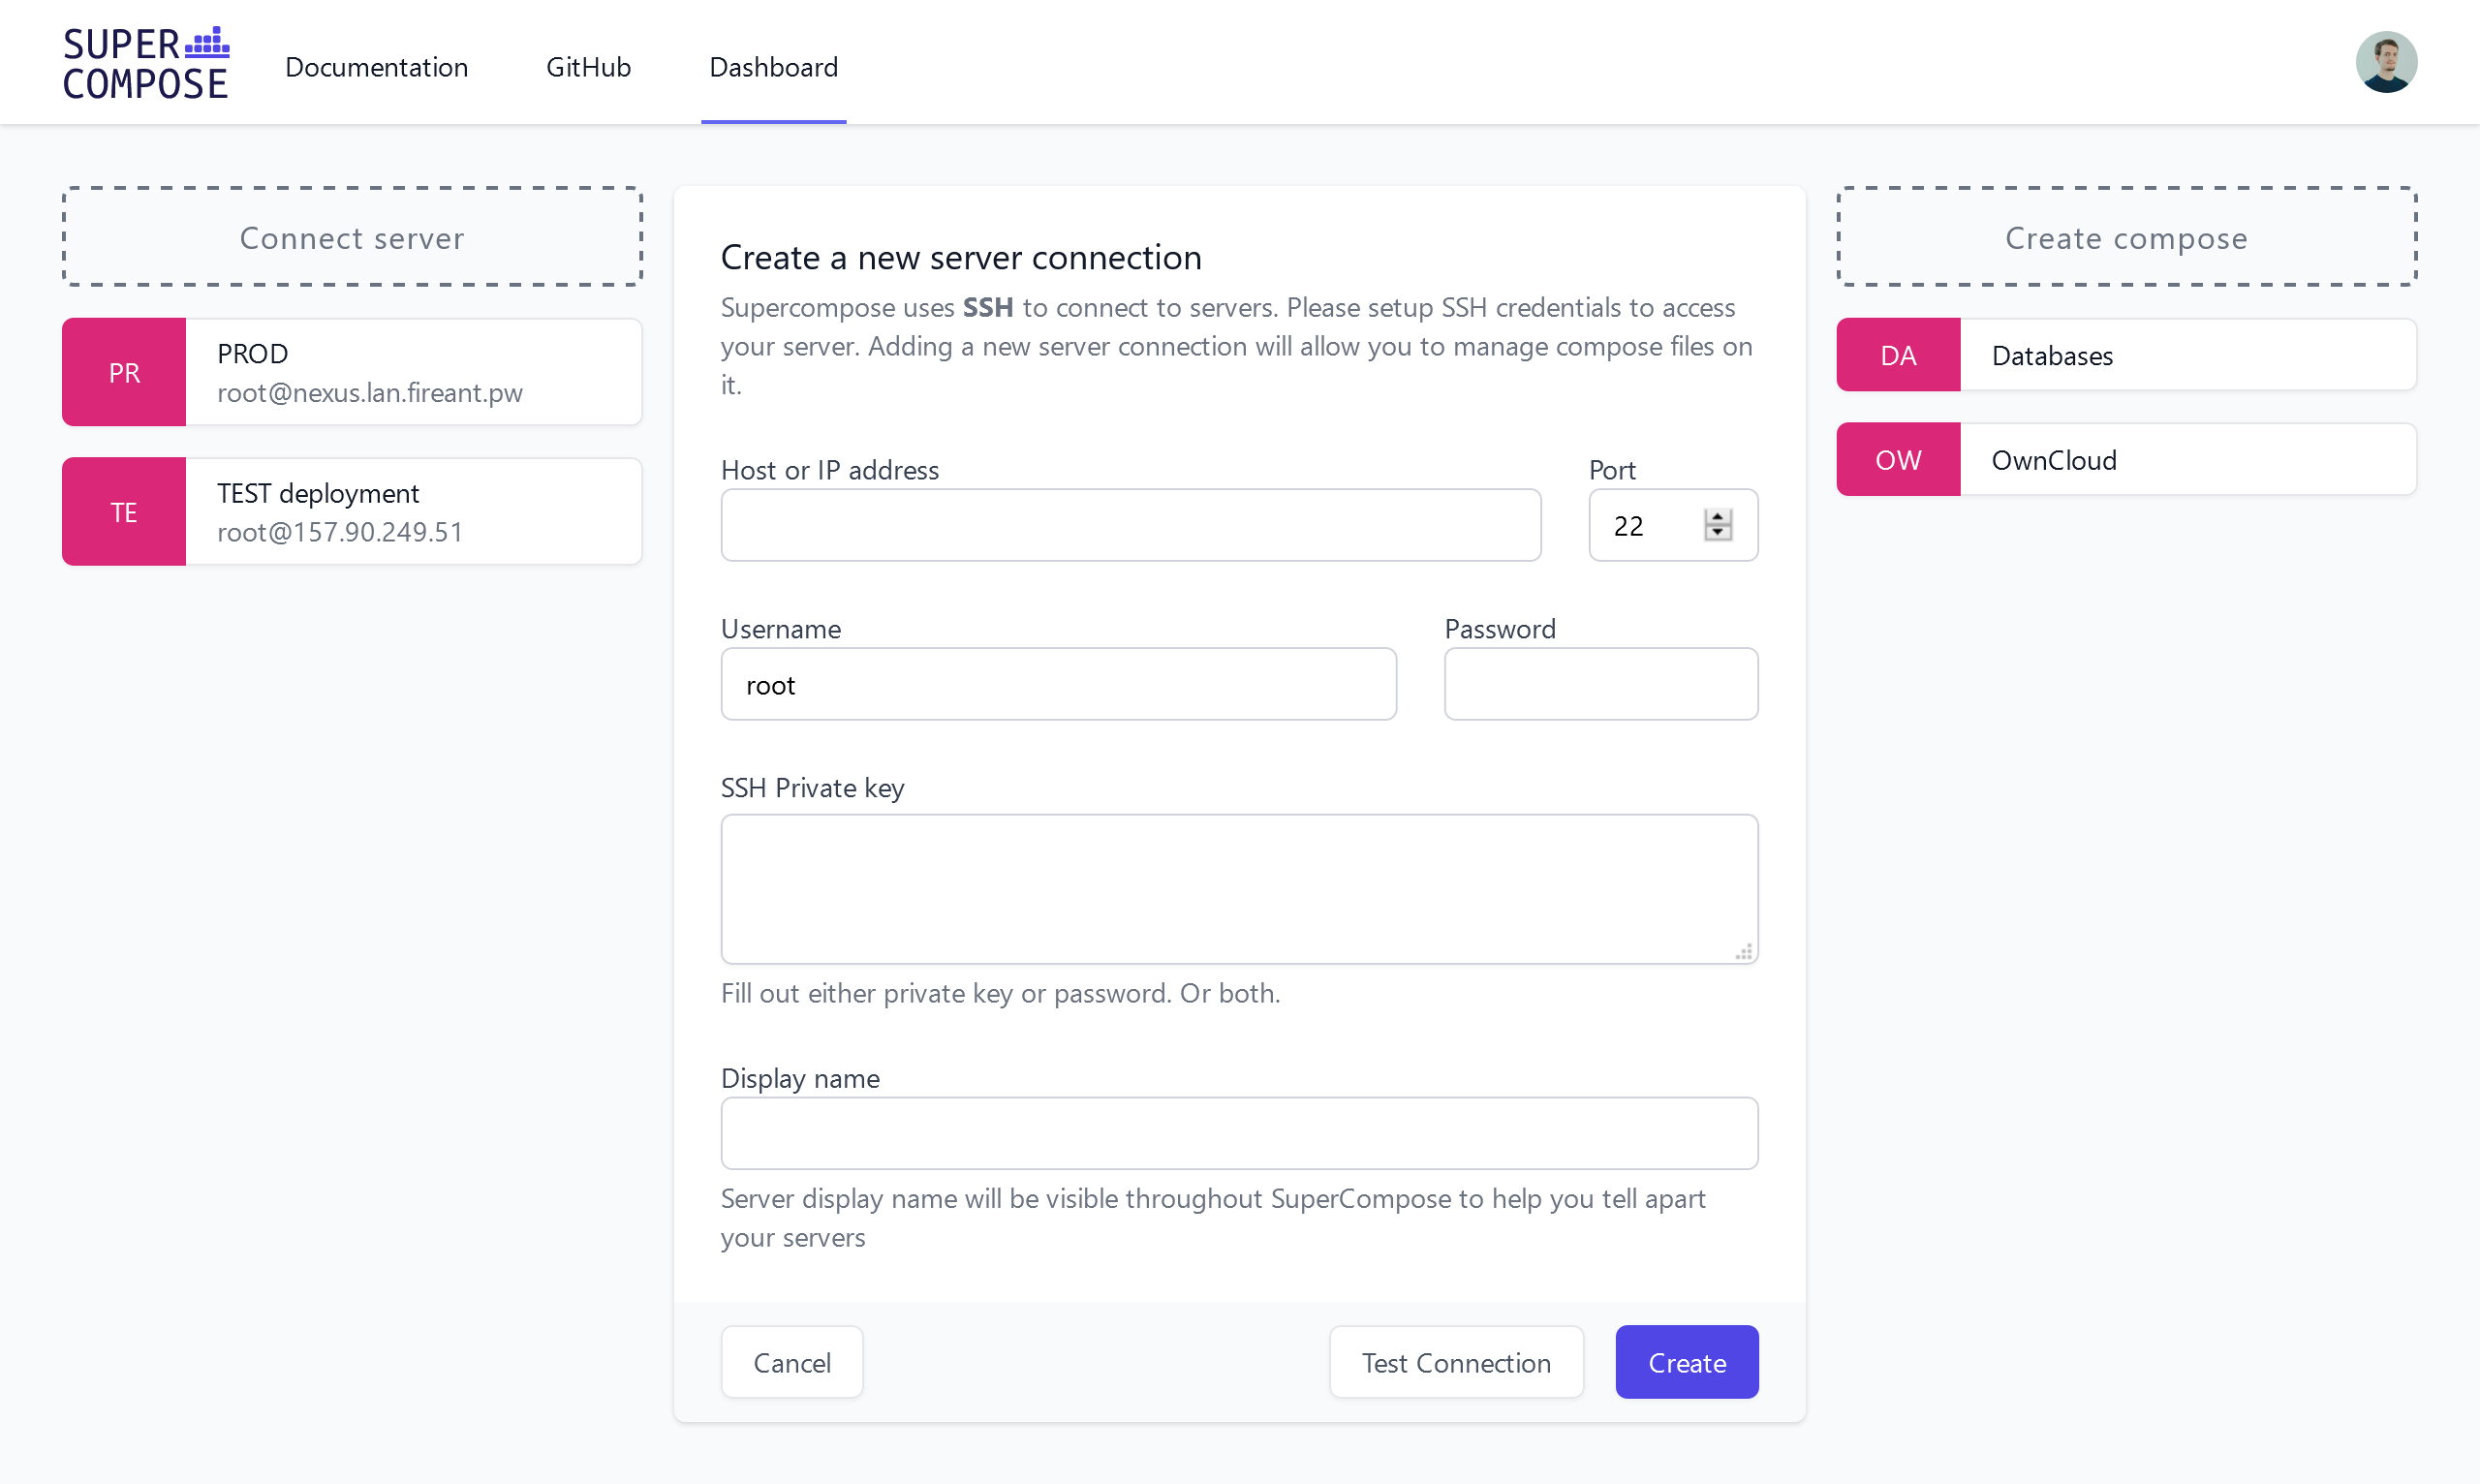 SUPER
COMPOSE
Documentation
GitHub
Dashboard
Connect server
PR
PROD
root@nexus.lan.fireant.pw
TE
TEST deployment
root@157.90.249.51
Create a new server connection
Supercompose uses SSH to connect to servers. Please setup SSH credentials to access
your server. Adding a new server connection will allow you to manage compose files on
it.
Host or IP address
Port
22
Username
Password
root
SSH Private key
Fill out either private key or password. Or both.
Display name
Server display name will be visible throughout SuperCompose to help you tell apart
your servers
Cancel
Test Connection
Create
Create compose
DA
Databases
OW
OwnCloud